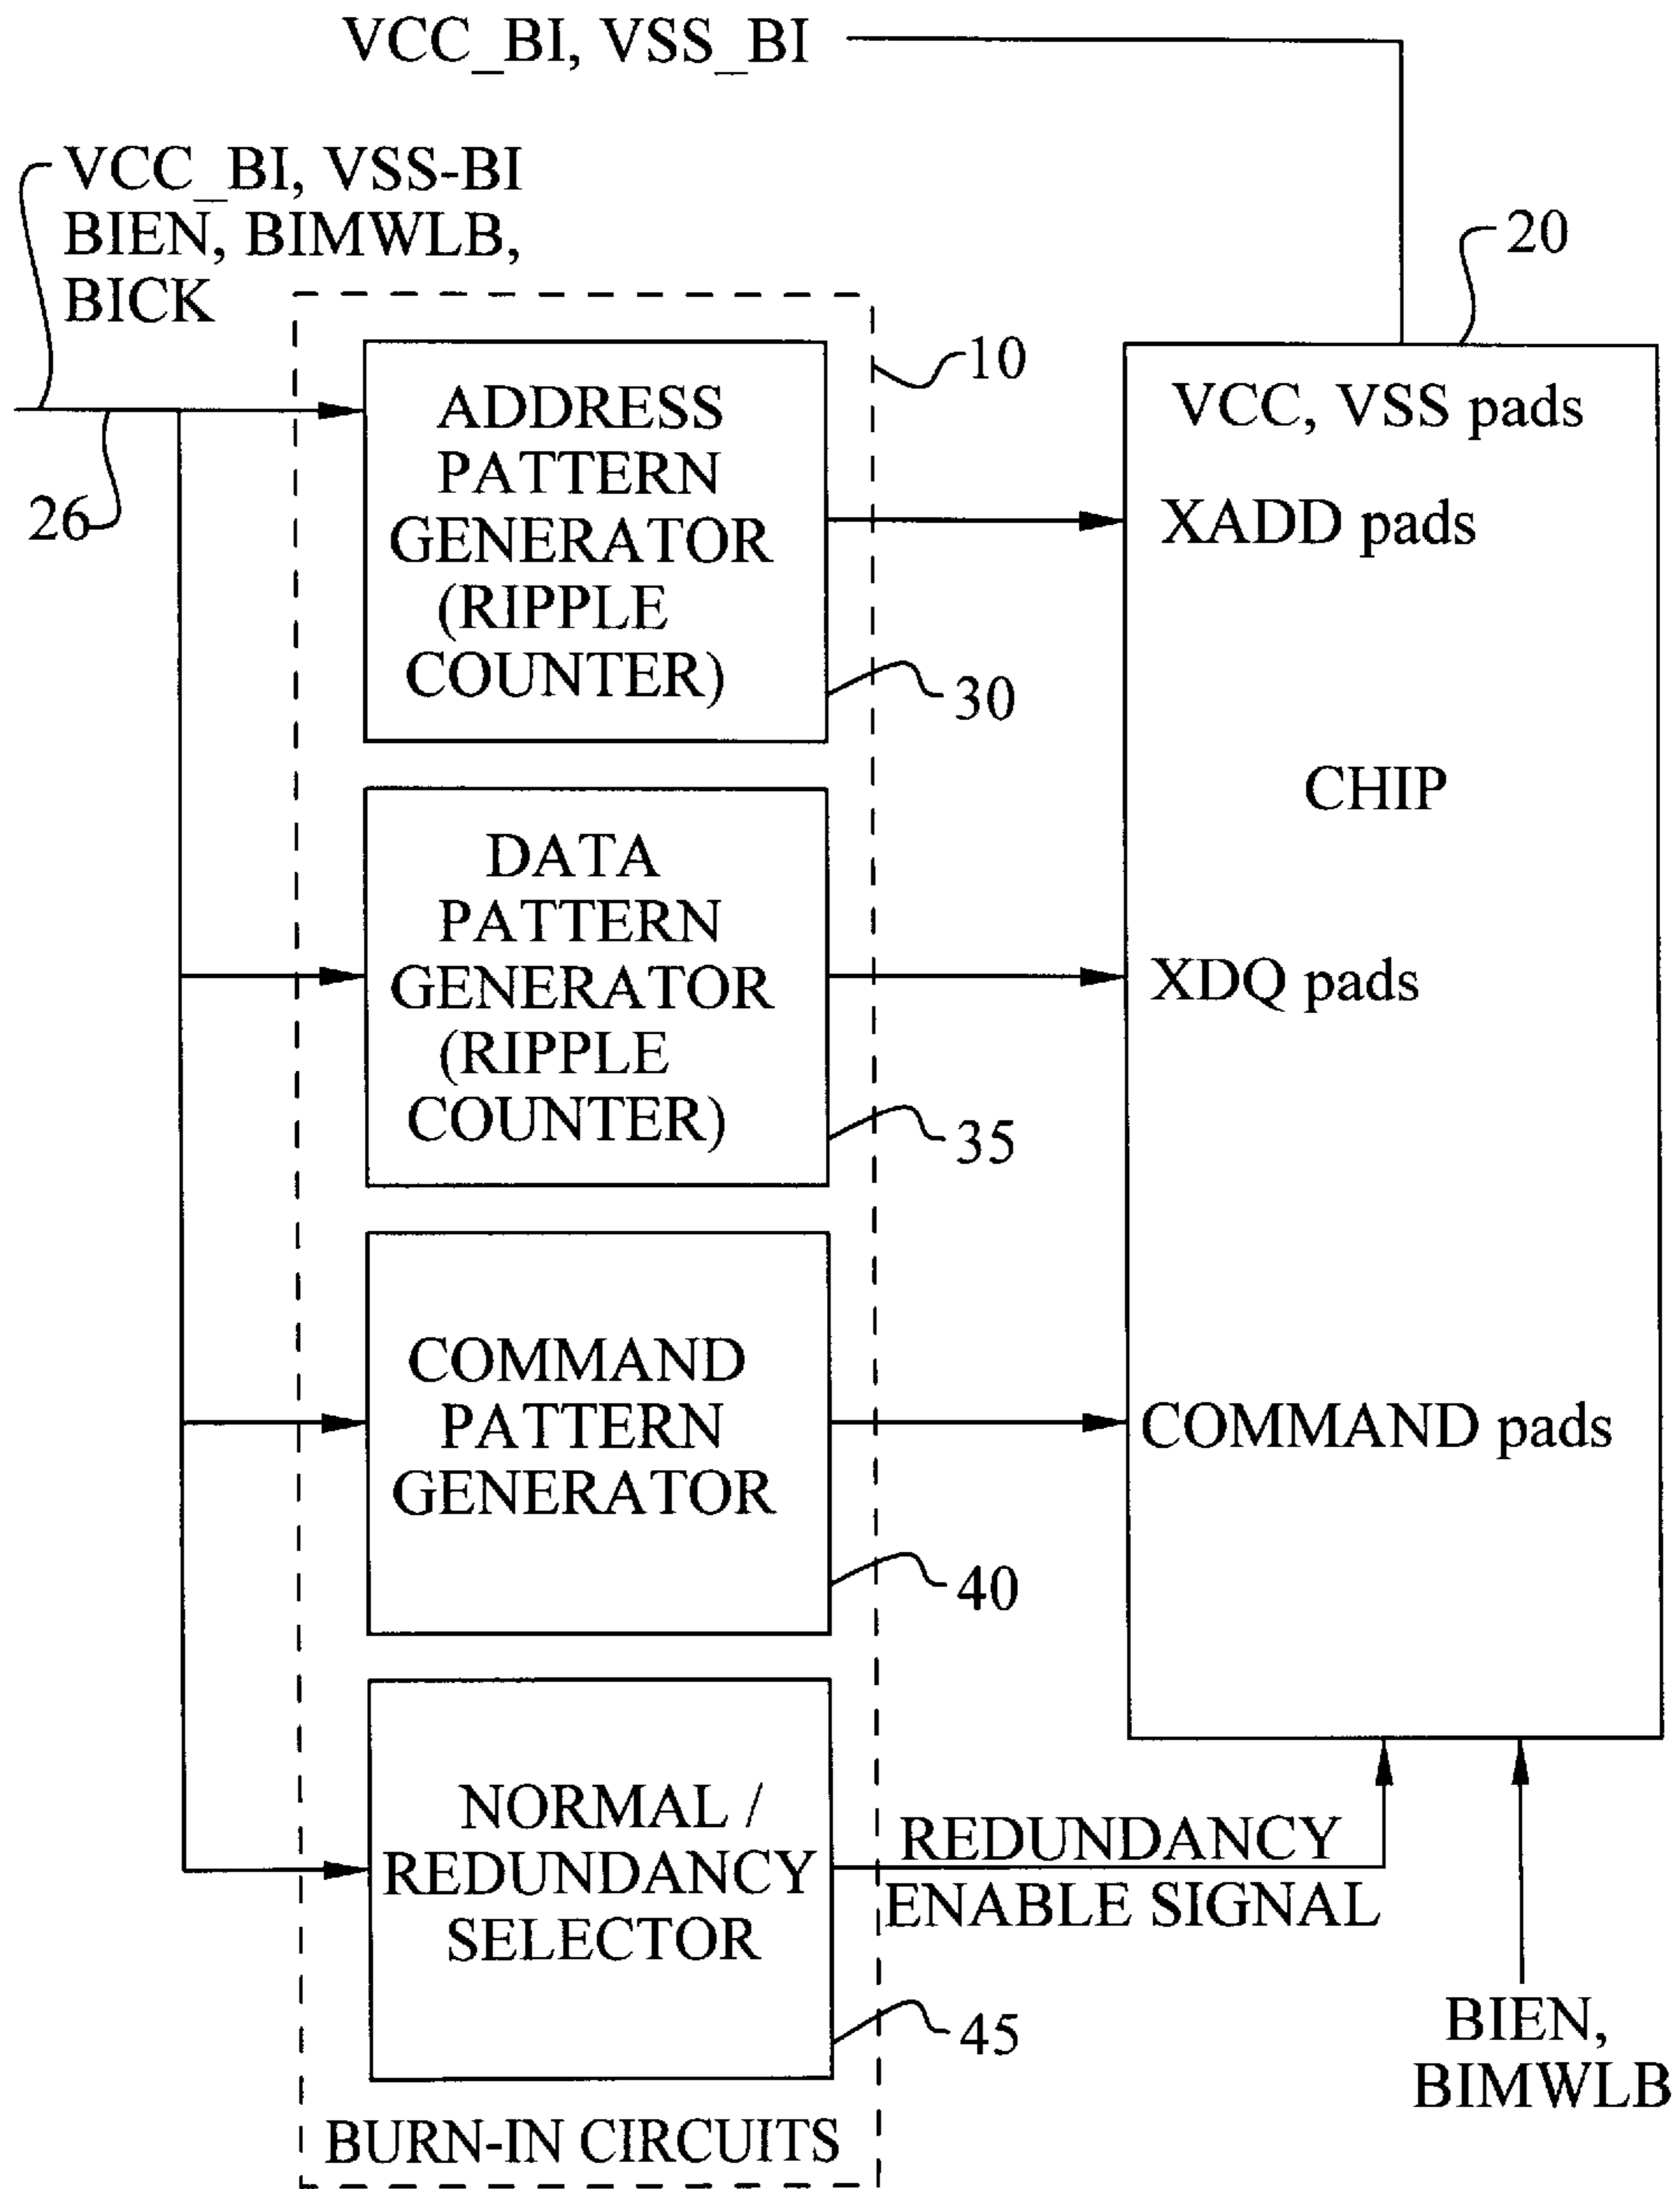 VCC_BI, VSS_BI
VCC_BI, VSS-BI
BIEN, BIMWLB,
BICK
26
10
20
ADDRESS
PATTERN
GENERATOR
(RIPPLE
COUNTER)
30
DATA
PATTERN
GENERATOR
(RIPPLE
COUNTER)
35
COMMAND
PATTERN
GENERATOR
40
NORMAL /
REDUNDANCY
SELECTOR
45
BURN-IN CIRCUITS
VCC, VSS pads
XADD pads
CHIP
XDQ pads
COMMAND pads
REDUNDANCY
ENABLE SIGNAL
BIEN,
BIMWLB